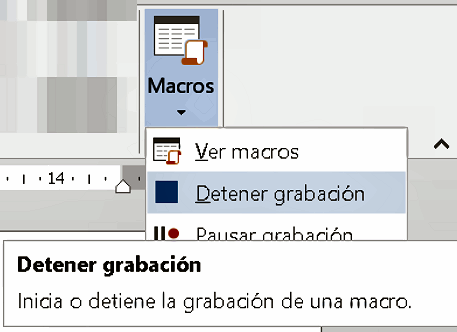 Macros
Ver macros
14
Detener grabación
Pausar grabación
Detener grabación
Inicia o detiene la grabación de una macro.